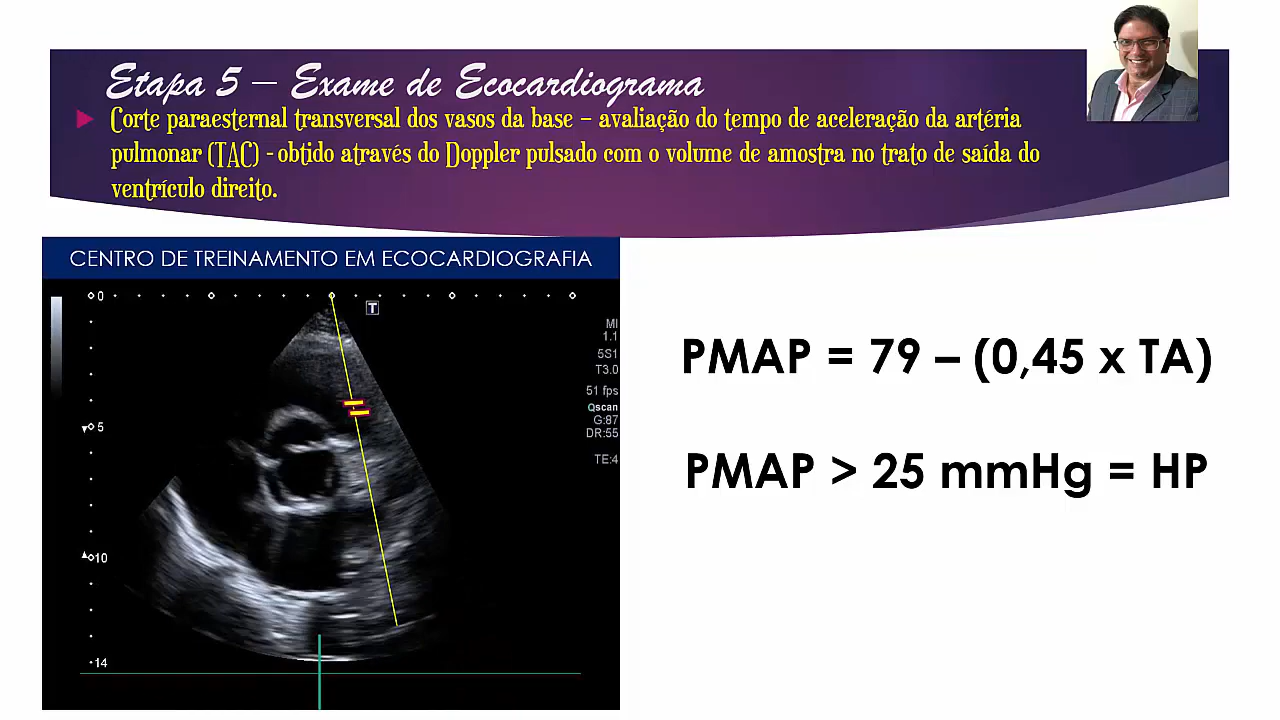 Etapa 5 – Exame de Ecocardiograma
Corte paraesternal transversal dos vasos da base – avaliação do tempo de aceleração da artéria
pulmonar (TAC) - obtido através do Doppler pulsado com o volume de amostra no trato de saída do
ventrículo direito.
CENTRO DE TREINAMENTO EM ECOCARDIOGRAFIA
0
T
MI
1.1
5S1
T3.0
51 fps
Qscan
G:87
DR:55
TE:4
5
10
14
PMAP = 79 – (0,45 x TA)
PMAP > 25 mmHg = HP